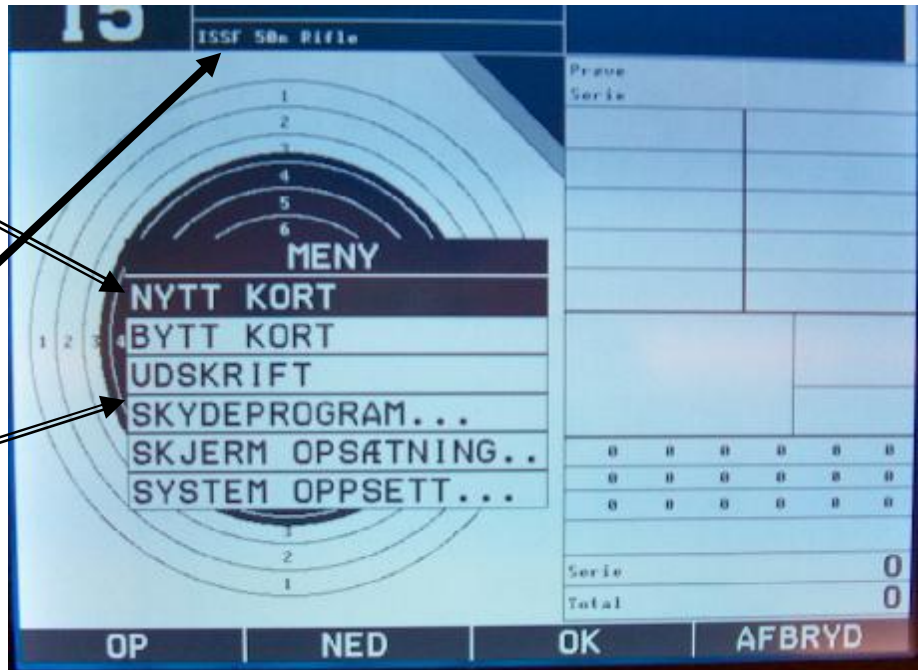 15
ISSF 50m Rifle
Prøve
Serie
1
2
3
4
5
6
MENY
NYTT KORT
BYTT KORT
UDSKRIFT
SKYDEPROGRAM...
SKJERM OPSÆTNING..
SYSTEM OPPSETT...
1 2 3 4
0 0 0 0 0 0
0 0 0 0 0 0
0 0 0 0 0 0
3
2
1
Serie 0
Total 0
OP NED OK AFBRYD